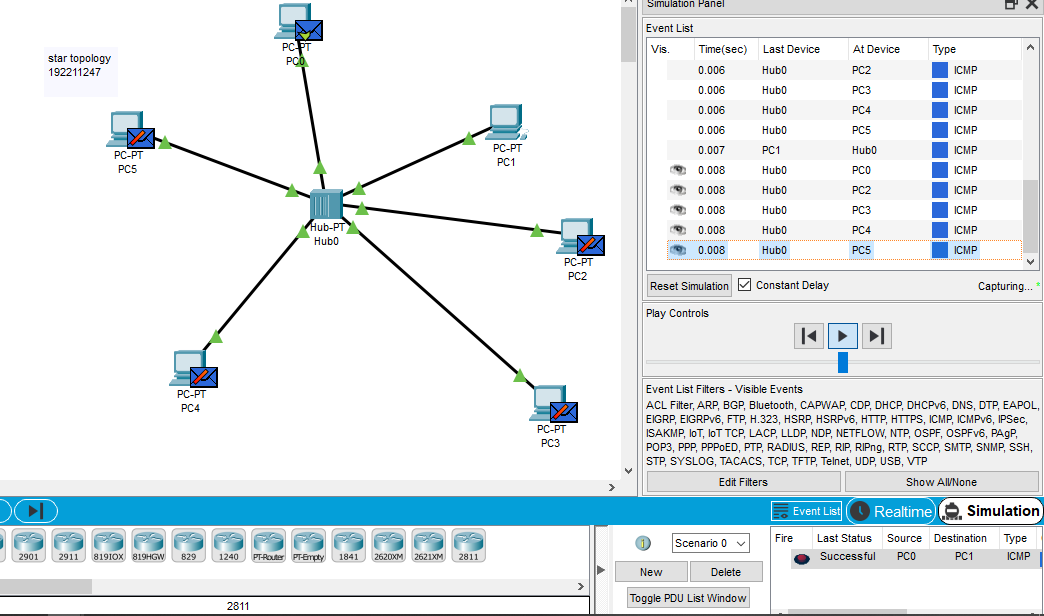 Simulation Panel
Event List
Vis. Time(sec) Last Device At Device Type
0.006 Hub0 PC2 ICMP
0.006 Hub0 PC3 ICMP
0.006 Hub0 PC4 ICMP
0.006 Hub0 PC5 ICMP
0.007 PC1 Hub0 ICMP
0.008 Hub0 PC0 ICMP
0.008 Hub0 PC2 ICMP
0.008 Hub0 PC3 ICMP
0.008 Hub0 PC4 ICMP
0.008 Hub0 PC5 ICMP
Reset Simulation Constant Delay Capturing... *
Play Controls
Event List Filters - Visible Events
ACL Filter, ARP, BGP, Bluetooth, CAPWAP, CDP, DHCP, DHCPv6, DNS, DTP, EAPOL,
EIGRP, EIGRPv6, FTP, H.323, HSRP, HSRPv6, HTTP, HTTPS, ICMP, ICMPv6, IPSec,
ISAKMP, IoT, IoT TCP, LACP, LLDP, NDP, NETFLOW, NTP, OSPF, OSPFv6, PAgP,
POP3, PPP, PPPoED, PTP, RADIUS, REP, RIP, RIPng, RTP, SCCP, SMTP, SNMP, SSH,
STP, SYSLOG, TACACS, TCP, TFTP, Telnet, UDP, USB, VTP
Edit Filters Show All/None
star topology
192211247
PC-PT
PC0
PC-PT
PC1
PC-PT
PC5
Hub-PT
Hub0
PC-PT
PC2
PC-PT
PC4
PC-PT
PC3
Event List Realtime Simulation
2901 2911 819IOX 819HGW 829 1240 PT-Router PT-Empty 1841 2620XM 2621XM 2811
2811
Scenario 0
New Delete
Toggle PDU List Window
Fire Last Status Source Destination Type
Successful PC0 PC1 ICMP